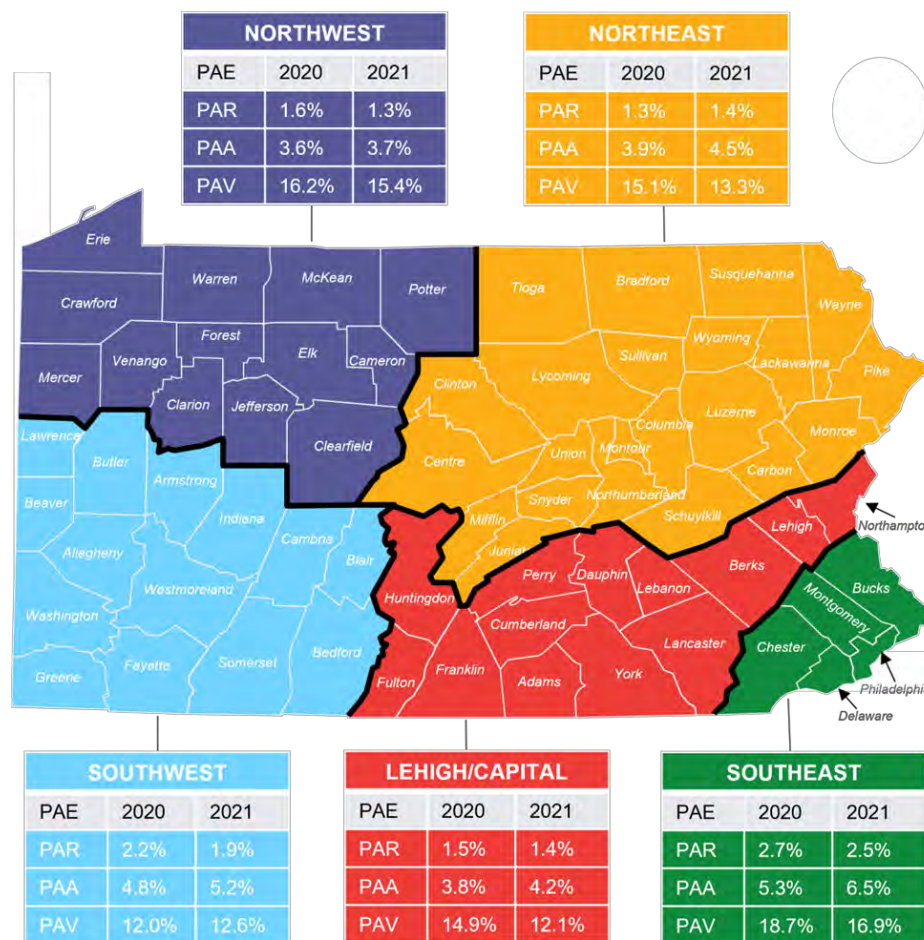 NORTHWEST
PAE 2020 2021
PAR 1.6% 1.3%
PAA 3.6% 3.7%
PAV 16.2% 15.4%
NORTHEAST
PAE 2020 2021
PAR 1.3% 1.4%
PAA 3.9% 4.5%
PAV 15.1% 13.3%
Erie
Warren
McKean
Potter
Crawford
Forest
Elk
Cameron
Venango
Mercer
Clarion
Jefferson
Clearfield
Tioga
Bradford
Susquehanna
Wayne
Wyoming
Sullivan
Lackawanna
Pike
Clinton
Lycoming
Luzerne
Columbia
Monroe
Montour
Union
Centre
Carbon
Snyder
Northumberland
Schuylkill
Mifflin
Juniat
Lawrence
Butler
Armstrong
Beaver
Indiana
Cambria
Blair
Allegheny
Westmoreland
Washington
Bedford
Somerset
Fayette
Greene
Huntingdon
Perry
Dauphin
Lebanon
Berks
Lehigh
Northampto
Cumberland
Lancaster
York
Adams
Franklin
Fulton
Bucks
Montgomery
Chester
Philadelphi
Delaware
SOUTHWEST
PAE 2020 2021
PAR 2.2% 1.9%
PAA 4.8% 5.2%
PAV 12.0% 12.6%
LEHIGH/CAPITAL
PAE 2020 2021
PAR 1.5% 1.4%
PAA 3.8% 4.2%
PAV 14.9% 12.1%
SOUTHEAST
PAE 2020 2021
PAR 2.7% 2.5%
PAA 5.3% 6.5%
PAV 18.7% 16.9%